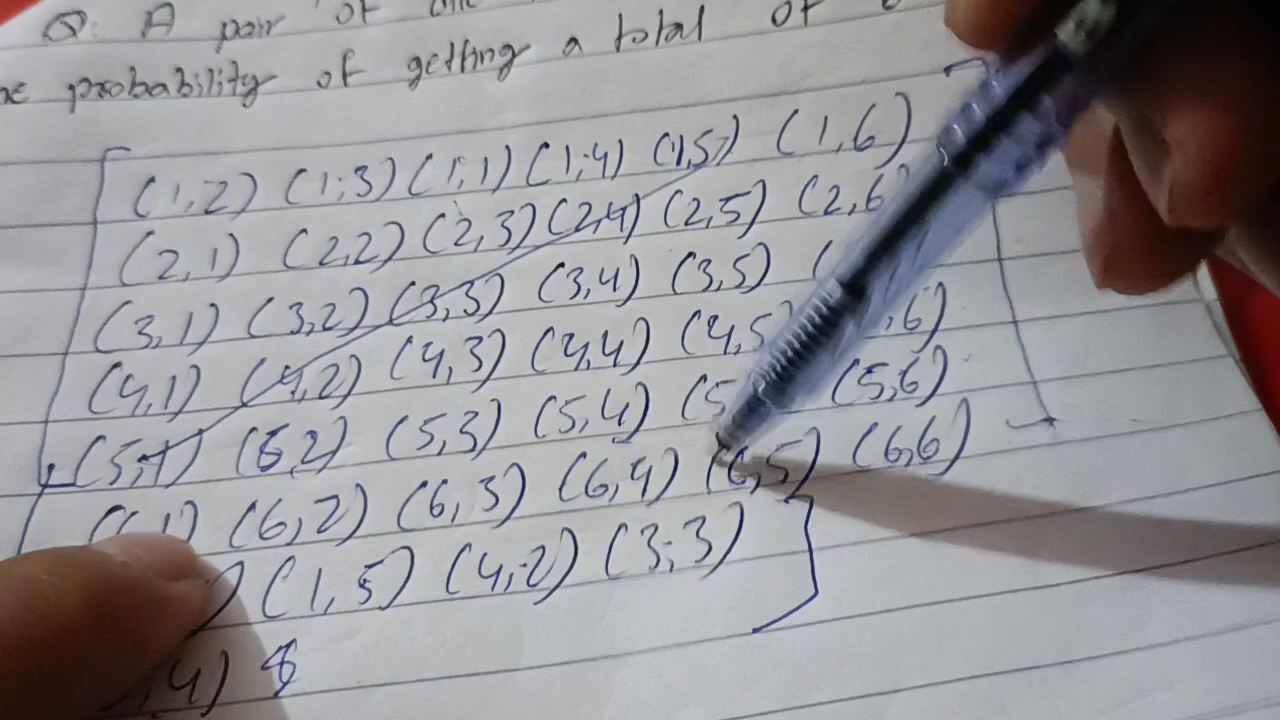 Q. A pair of
probability of getting a total of
(1,2) (1,3) (1,1) (1,4) (1,5) (1,6)
(2,1) (2,2) (2,3) (2,4) (2,5) (2,6
(3,1) (3,2) (3,3) (3,4) (3,5) (
(4,1) (4,2) (4,3) (4,4) (4,5) ,6)
(5,1) (5,2) (5,3) (5,4) (5 (5,6)
,1) (6,2) (6,3) (6,4) (6,5) (6,6)
) (1,5) (4,2) (3,3)
,4)